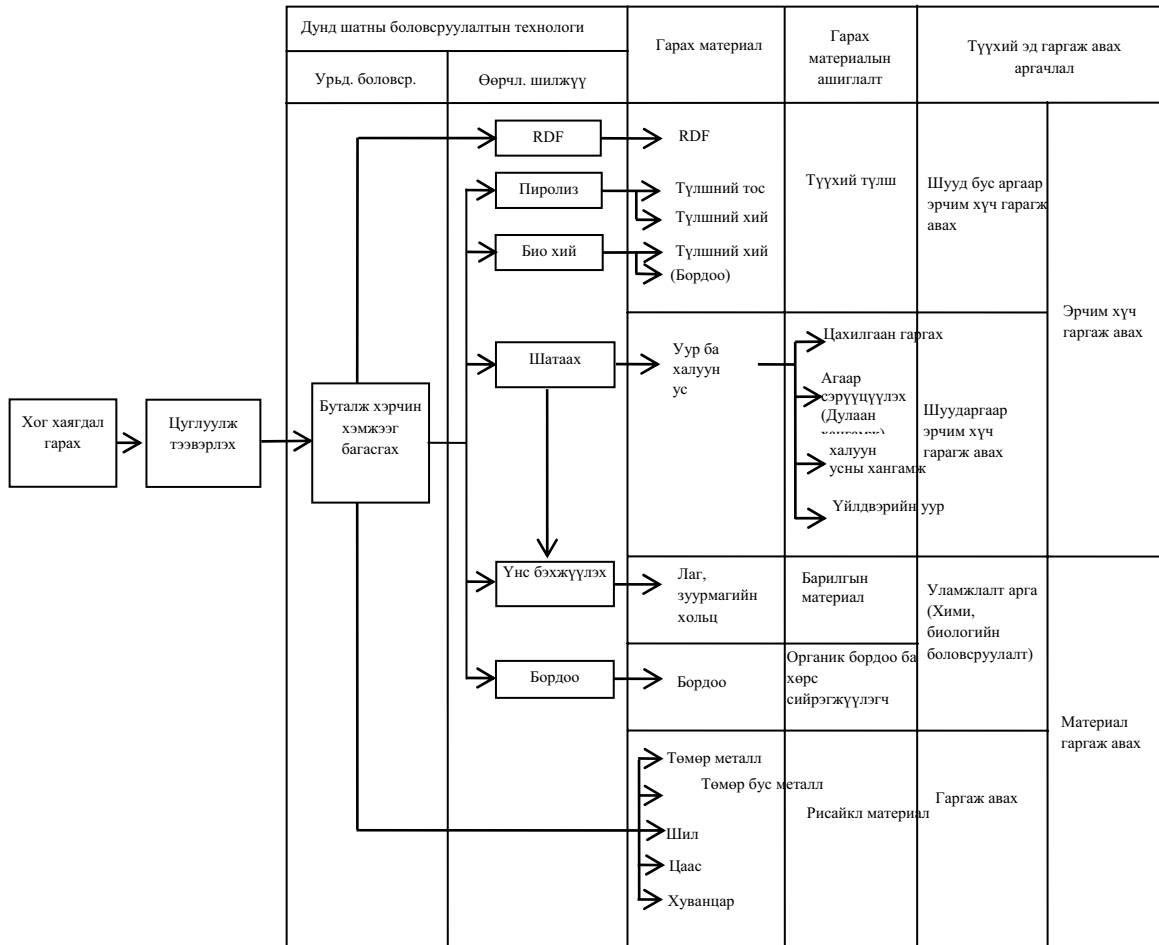 Дунд шатны боловсруулалтын технологи
Гарах материал
Гарах
материалын
ашиглалт
Түүхий эд гаргаж авах
аргачлал
Урьд. боловср.
Өөрчл. шилжүү
RDF
RDF
Пиролиз
Түлшний тос
Түлшний хий
Био хий
Түлшний хий
(Бордоо)
Түүхий түлш
Шууд бус аргаар
эрчим хүч гарагж
авах
Эрчим хүч
гаргаж авах
Шатаах
Уур ба
халуун
ус
Цахилгаан гаргах
Агаар
сэрүүцүүлэх
(Дулаан
хангамж)
халуун
усны хангамж
Үйлдвэрийн уур
Шуударгаар
эрчим хүч
гарагж авах
Хог хаягдал
гарах
Цуглуулж
тээвэрлэх
Буталж хэрчин
хэмжээг
багасгах
Үнс бэхжүүлэх
Лаг,
зуурмагийн
хольц
Барилгын
материал
Уламжлалт арга
(Хими,
биологийн
боловсруулалт)
Бордоо
Бордоо
Органик бордоо ба
хөрс
сийрэгжүүлэгч
Материал
гаргаж авах
Төмөр металл
Төмөр бус металл
Шил
Цаас
Хуванцар
Рисайкл материал
Гаргаж авах